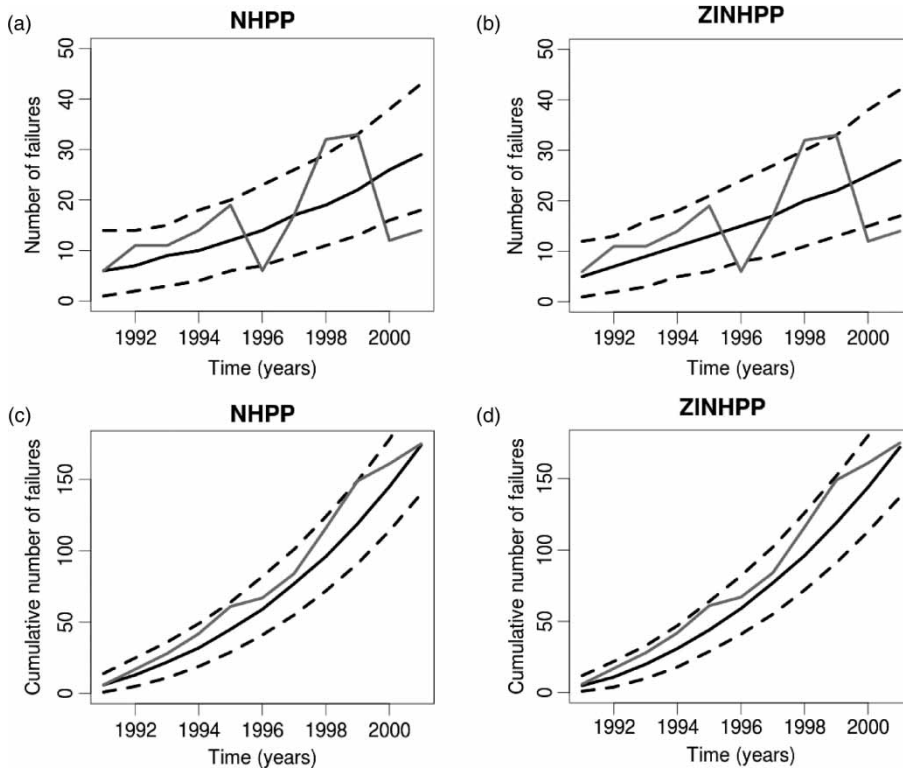 (a)
NHPP
Number of failures
50
40
30
20
10
0
1992 1994 1996 1998 2000
Time (years)
(b)
ZINHPP
Number of failures
50
40
30
20
10
0
1992 1994 1996 1998 2000
Time (years)
(c)
NHPP
Cumulative number of failures
150
100
50
0
1992 1994 1996 1998 2000
Time (years)
(d)
ZINHPP
Cumulative number of failures
150
100
50
0
1992 1994 1996 1998 2000
Time (years)